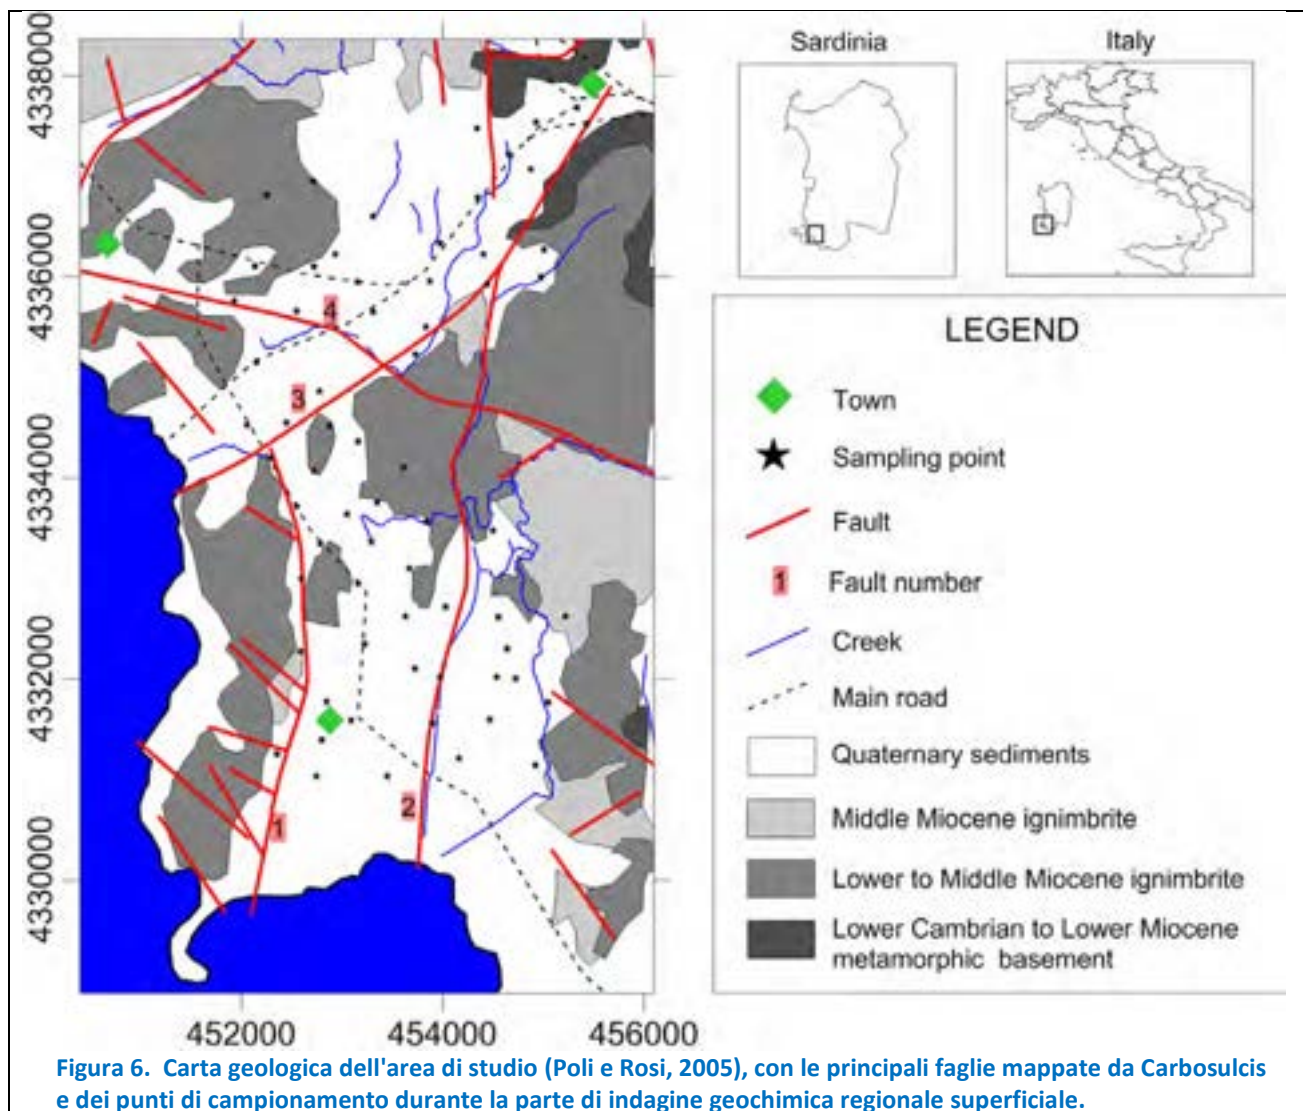 4338000
4336000
4334000
4332000
4330000
452000
454000
456000
4
3
2
1
Sardinia
Italy
LEGEND
Town
Sampling point
Fault
1
Fault number
Creek
Main road
Quaternary sediments
Middle Miocene ignimbrite
Lower to Middle Miocene ignimbrite
Lower Cambrian to Lower Miocene
metamorphic basement
Figura 6. Carta geologica dell'area di studio (Poli e Rosi, 2005), con le principali faglie mappate da Carbosulcis
e dei punti di campionamento durante la parte di indagine geochimica regionale superficiale.